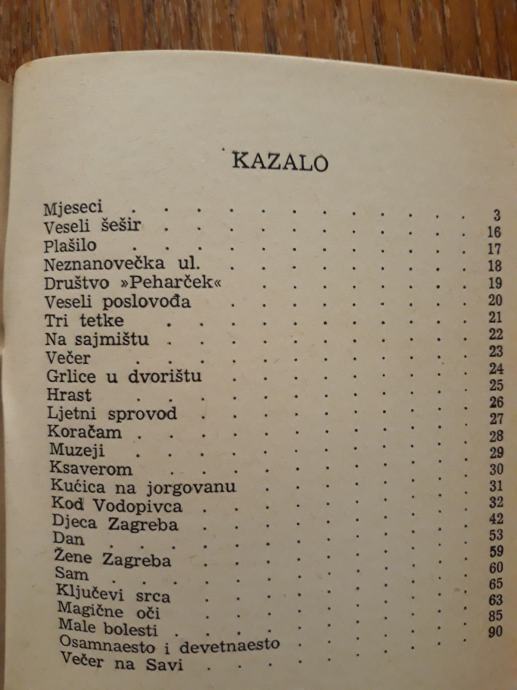 KAZALO
Mjeseci . . . . . . . . . . . . 3
Veseli šešir . . . . . . . . . . 16
Plašilo . . . . . . . . . . . . 17
Neznanovečka ul. . . . . . . . . 18
Društvo »Peharček« . . . . . . . 19
Veseli poslovođa . . . . . . . . 20
Tri tetke . . . . . . . . . . . 21
Na sajmištu . . . . . . . . . . 22
Večer . . . . . . . . . . . . 23
Grlice u dvorištu . . . . . . . . 24
Hrast . . . . . . . . . . . . 25
Ljetni sprovod . . . . . . . . . 26
Koračam . . . . . . . . . . . 27
Muzeji . . . . . . . . . . . . 28
Ksaverom . . . . . . . . . . . 29
Kućica na jorgovanu . . . . . . . 30
Kod Vodopivca . . . . . . . . . 31
Djeca Zagreba . . . . . . . . . 32
Dan . . . . . . . . . . . . . 42
Žene Zagreba . . . . . . . . . 53
Sam . . . . . . . . . . . . . 59
Ključevi srca . . . . . . . . . 60
Magične oči . . . . . . . . . . 65
Male bolesti . . . . . . . . . . 63
Osamnaesto i devetnaesto . . . . . 85
Večer na Savi . . . . . . . . . 90